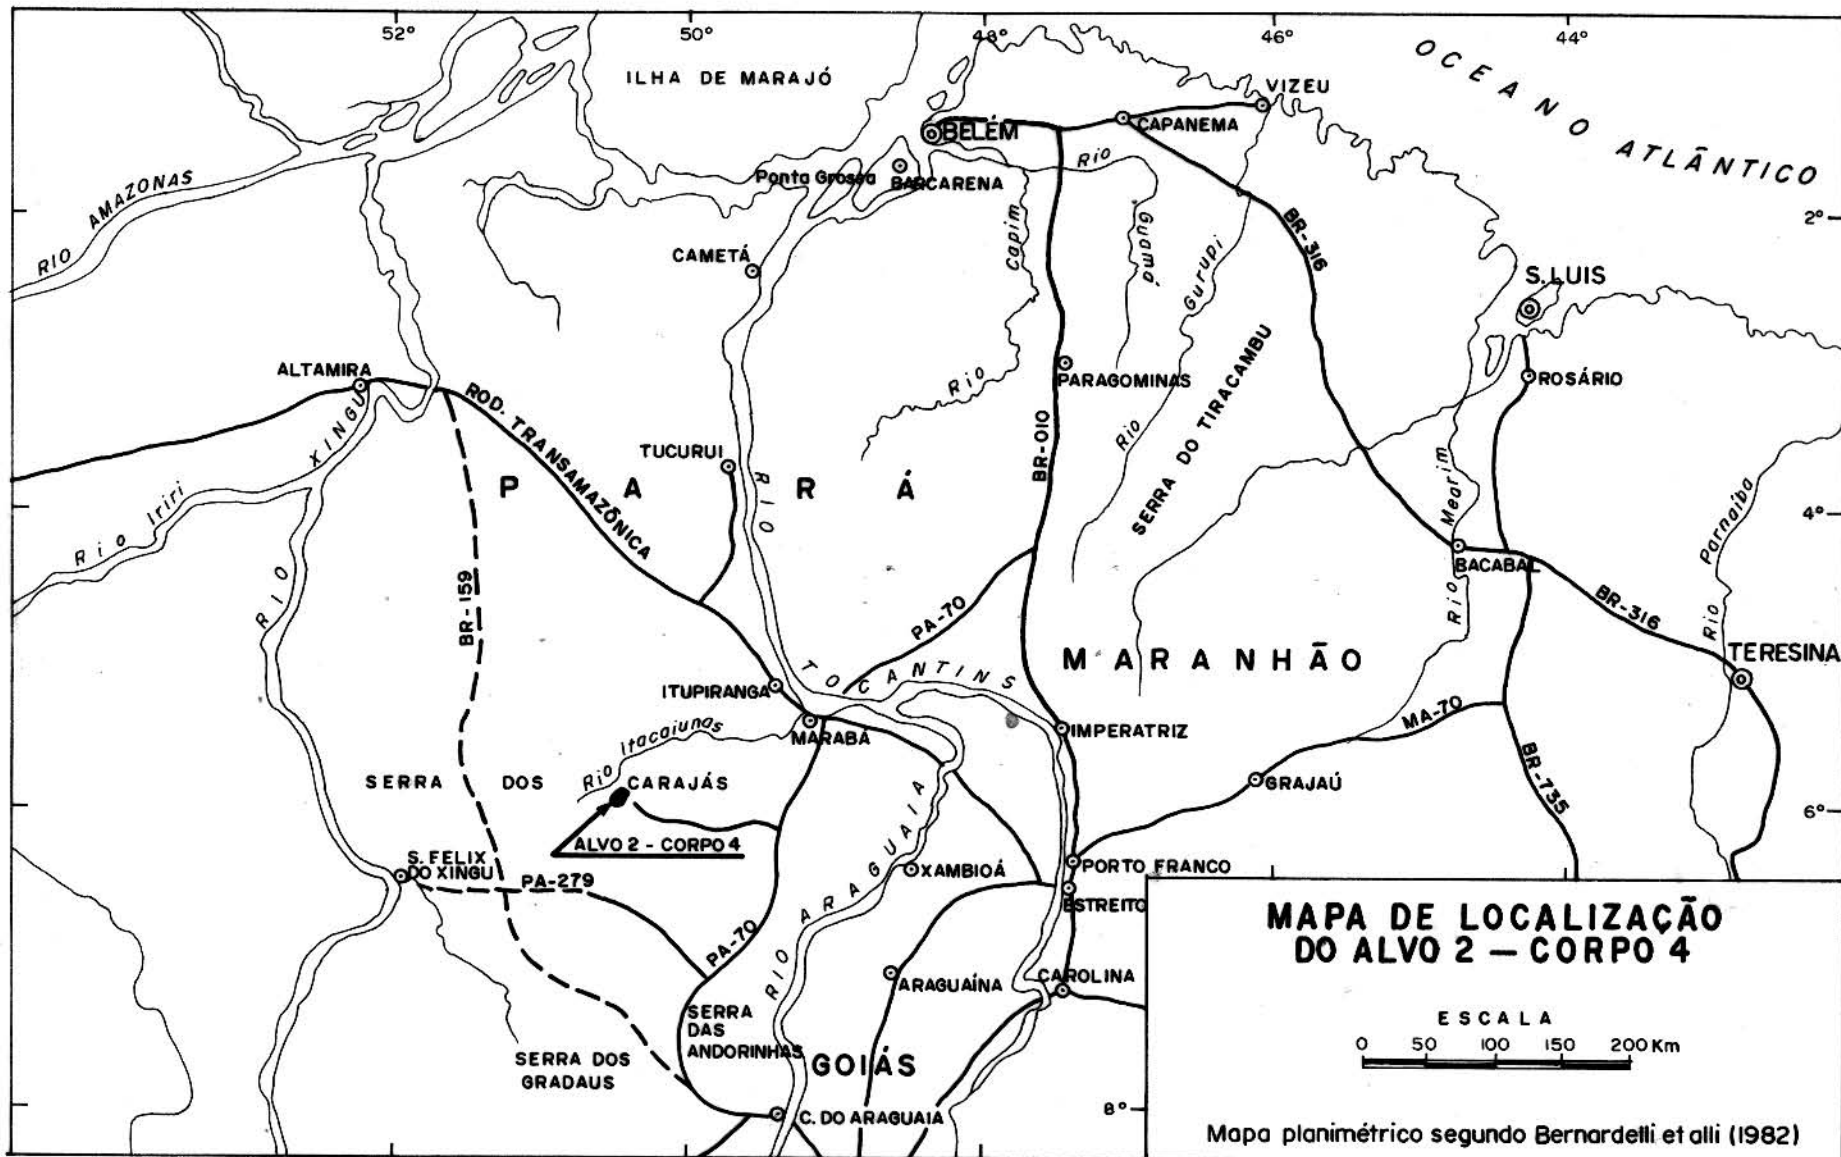 52°
50°
48°
46°
44°
OCEANO ATLÂNTICO
ILHA DE MARAJÓ
VIZEU
BELÉM
CAPANEMA
Rio
Guamá
Ponta Grossa
BARCARENA
RIO AMAZONAS
Capim
Rio
2°
BR-316
Gurupi
Rio
CAMETÁ
S. LUIS
ALTAMIRA
PARAGOMINAS
ROSÁRIO
SERRA DO TIRACAMBU
ROD. TRANSAMAZÔNICA
XINGU
RIO
TUCURUI
RIO
TOCANTINS
PARÁ
BR-010
Mearim
Rio
Parnaíba
Rio
Rio Iriri
4°
BACABAL
BR-159
PA-70
BR-316
MARANHÃO
TERESINA
ITUPIRANGA
MARABÁ
IMPERATRIZ
MA-70
Rio Itacaiunas
SERRA DOS CARAJÁS
GRAJAÚ
BR-735
6°
ALVO 2 - CORPO 4
S. FELIX
DO XINGU
PA-279
RIO ARAGUAIA
XAMBIOÁ
PORTO FRANCO
ESTREITO
PA-70
ARAGUAÍNA
CAROLINA
SERRA
DAS
ANDORINHAS
SERRA DOS
GRADAUS
GOIÁS
C. DO ARAGUAIA
8°
MAPA DE LOCALIZAÇÃO
DO ALVO 2 — CORPO 4
ESCALA
0 50 100 150 200 Km
Mapa planimétrico segundo Bernardelli et alli (1982)